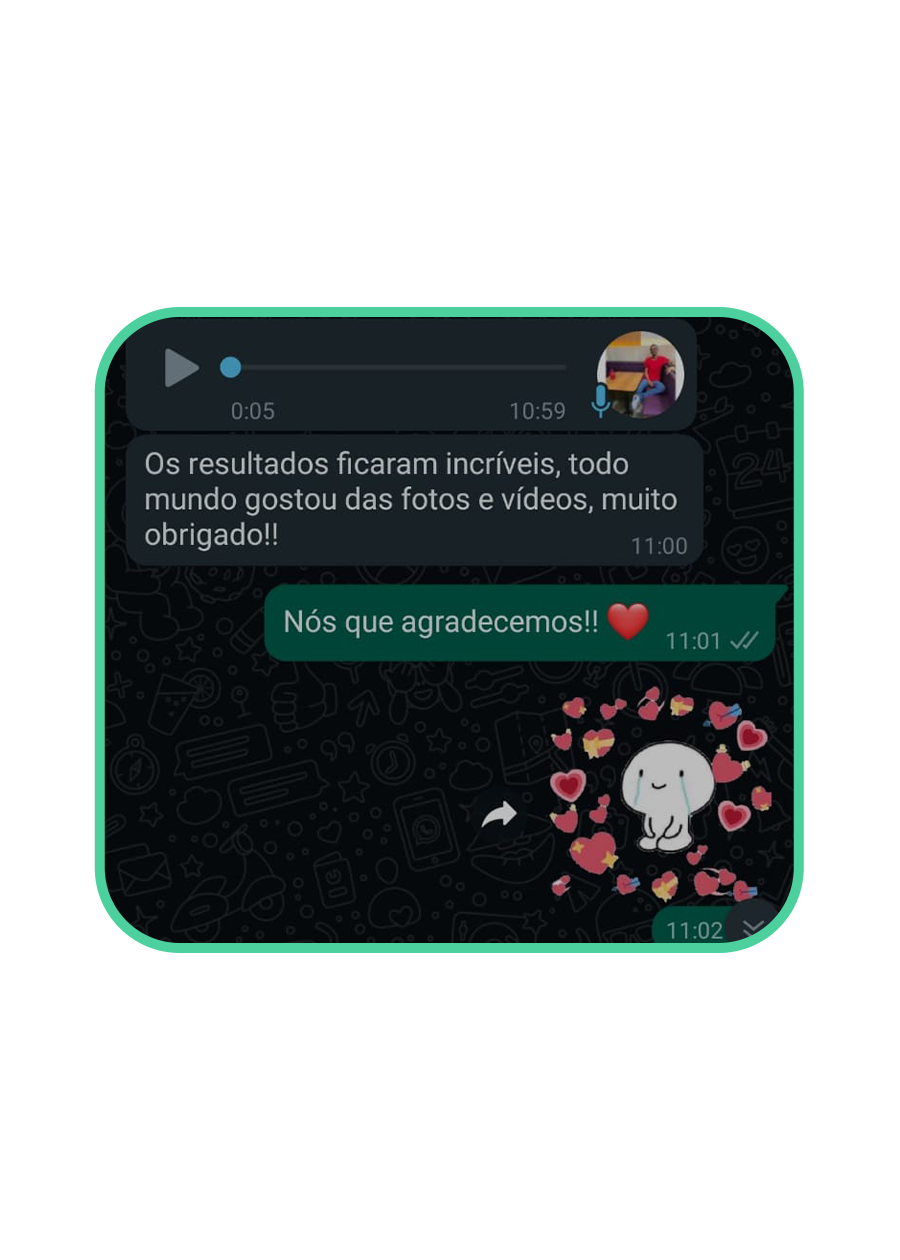 0:05 10:59
Os resultados ficaram incríveis, todo
mundo gostou das fotos e vídeos, muito
obrigado!!
11:00
Nós que agradecemos!! ❤️
11:01
11:02